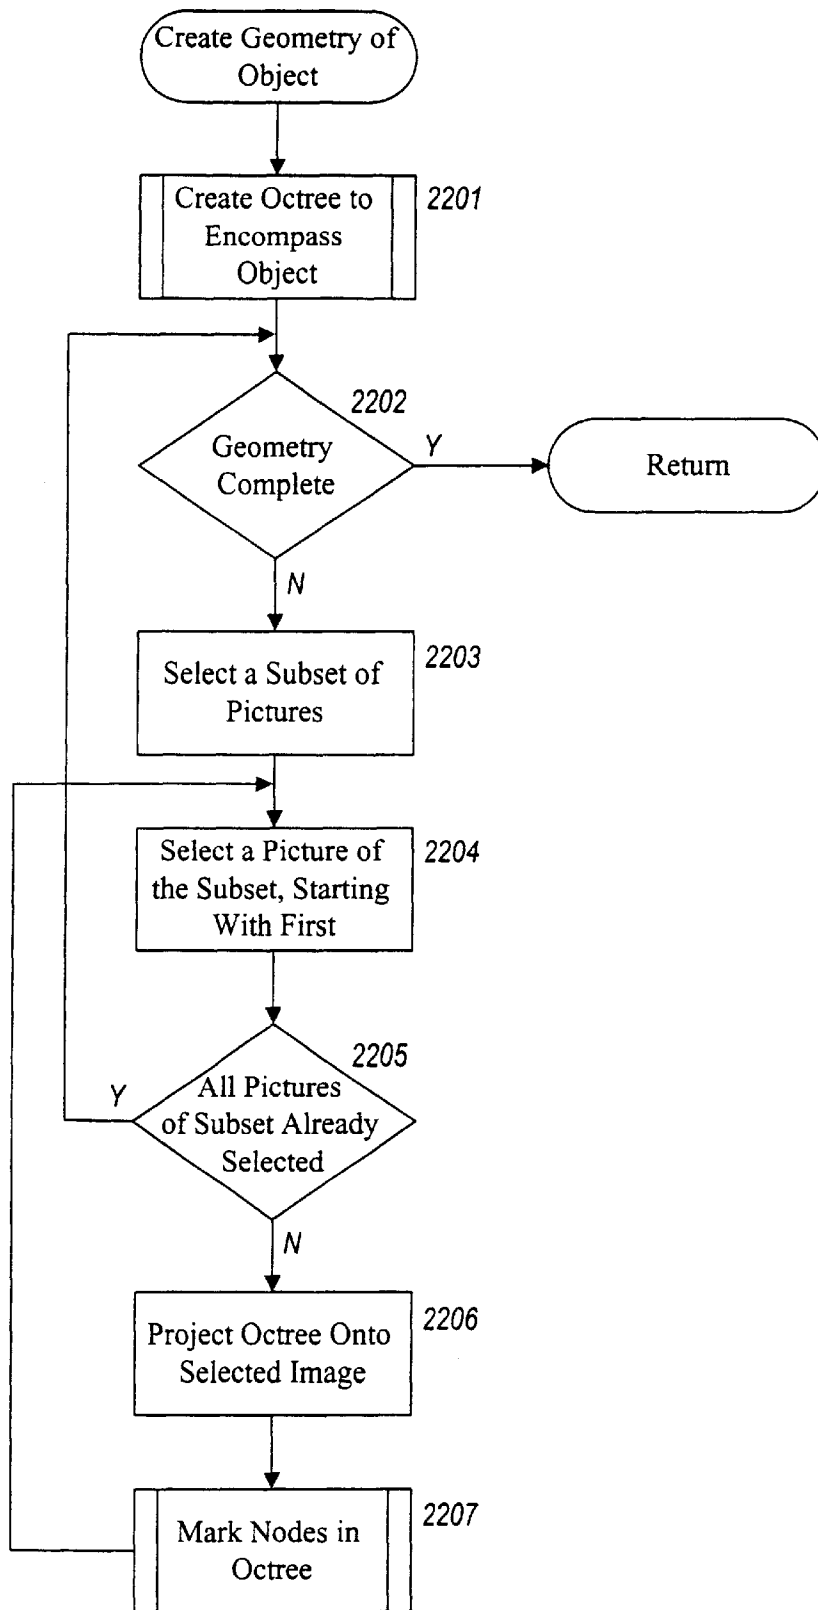 Create Geometry of
Object
Create Octree to
Encompass
Object
2201
2202
Geometry
Complete
Y
Return
N
2203
Select a Subset of
Pictures
Select a Picture of
the Subset, Starting
With First
2204
2205
Y
All Pictures
of Subset Already
Selected
N
Project Octree Onto
Selected Image
2206
Mark Nodes in
Octree
2207